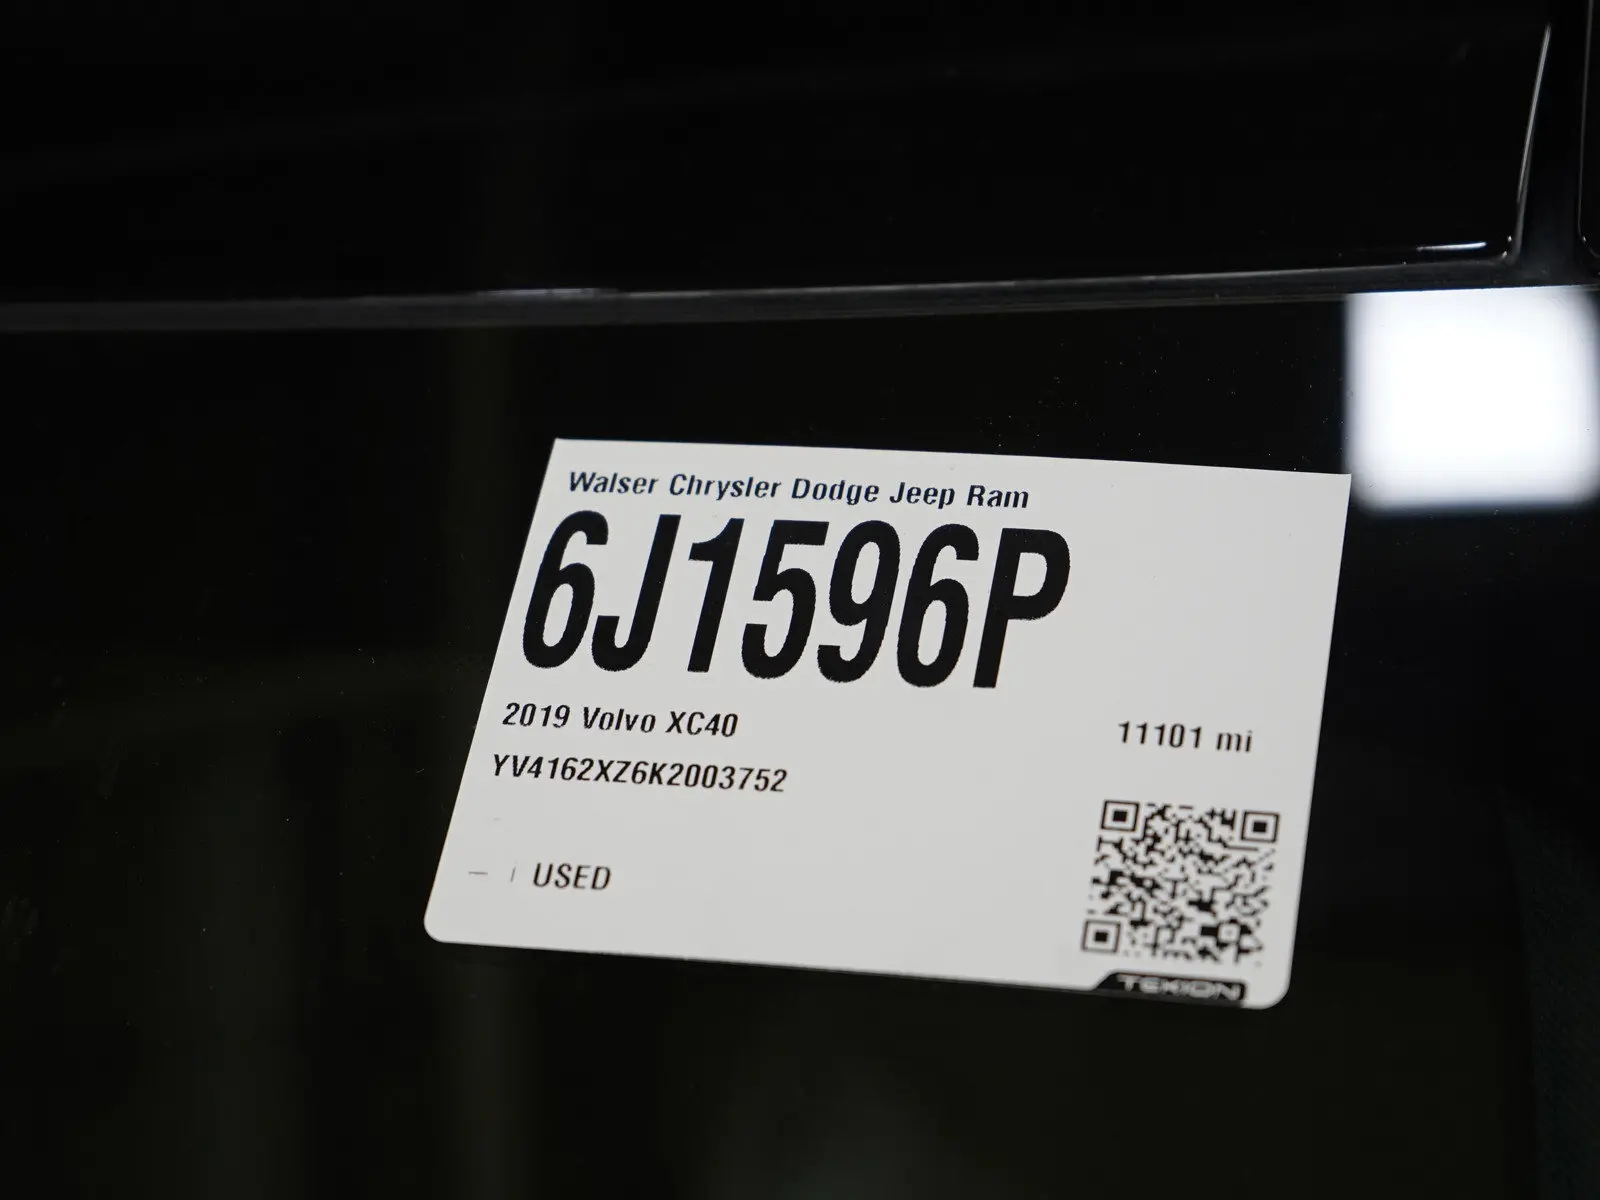 Walser Chrysler Dodge Jeep Ram
6J1596P
2019 Volvo XC40
11101 mi
YV4162XZ6K2003752
USED
TEKION